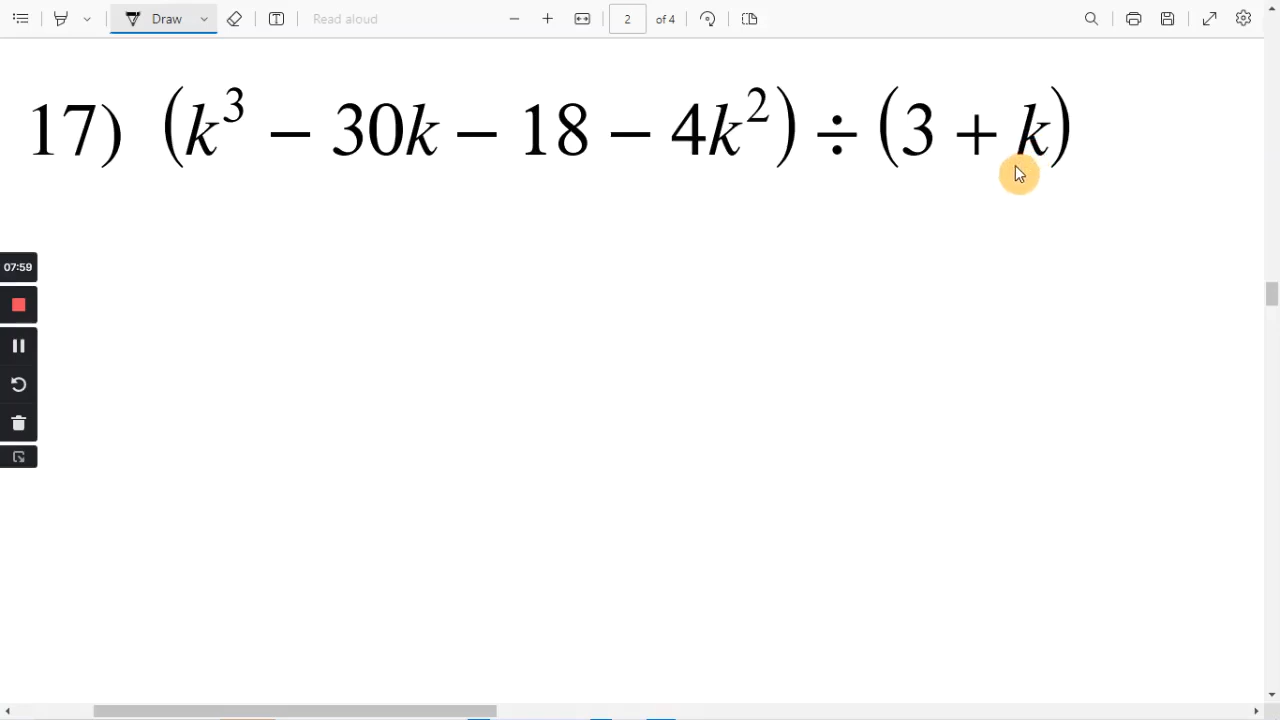 Draw Read aloud 2 of 4
17) (k³ − 30k − 18 − 4k²) ÷ (3 + k)
07:59